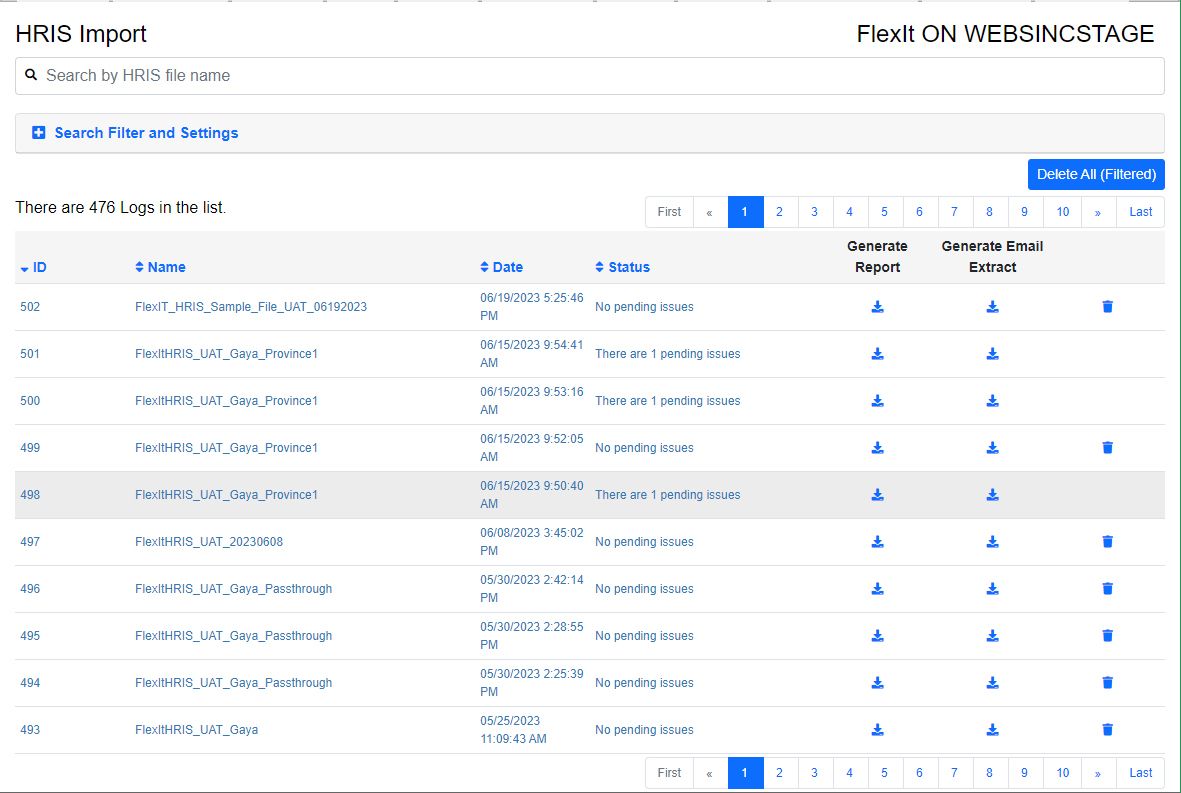 HRIS Import
FlexIt ON WEBSINCSTAGE
Search by HRIS file name
Search Filter and Settings
Delete All (Filtered)
There are 476 Logs in the list.
First « 1 2 3 4 5 6 7 8 9 10 » Last
ID Name Date Status Generate Report Generate Email Extract
502 FlexIT_HRIS_Sample_File_UAT_06192023 06/19/2023 5:25:46 PM No pending issues
501 FlexItHRIS_UAT_Gaya_Province1 06/15/2023 9:54:41 AM There are 1 pending issues
500 FlexItHRIS_UAT_Gaya_Province1 06/15/2023 9:53:16 AM There are 1 pending issues
499 FlexItHRIS_UAT_Gaya_Province1 06/15/2023 9:52:05 AM No pending issues
498 FlexItHRIS_UAT_Gaya_Province1 06/15/2023 9:50:40 AM There are 1 pending issues
497 FlexItHRIS_UAT_20230608 06/08/2023 3:45:02 PM No pending issues
496 FlexItHRIS_UAT_Gaya_Passthrough 05/30/2023 2:42:14 PM No pending issues
495 FlexItHRIS_UAT_Gaya_Passthrough 05/30/2023 2:28:55 PM No pending issues
494 FlexItHRIS_UAT_Gaya_Passthrough 05/30/2023 2:25:39 PM No pending issues
493 FlexItHRIS_UAT_Gaya 05/25/2023 11:09:43 AM No pending issues
First « 1 2 3 4 5 6 7 8 9 10 » Last